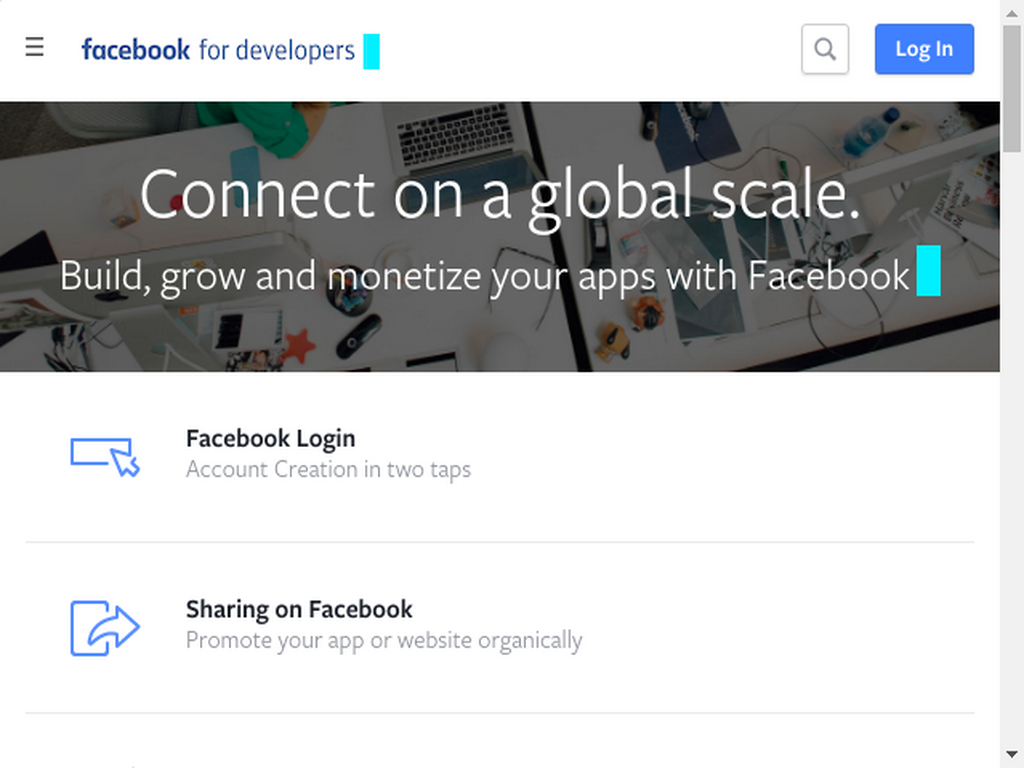 facebook for developers
Log In
Connect on a global scale.
Build, grow and monetize your apps with Facebook
Facebook Login
Account Creation in two taps
Sharing on Facebook
Promote your app or website organically